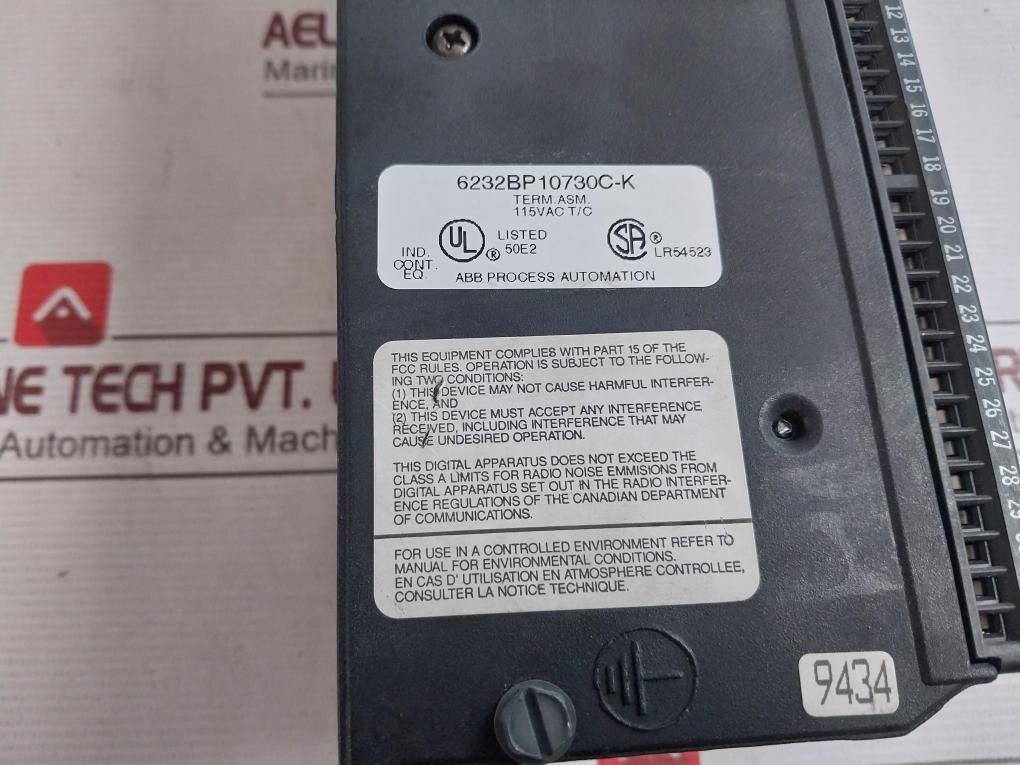 AEL
Marin
NE TECH PVT.
Automation & Mach
6232BP10730C-K
TERM.ASM.
115VAC T/C
UL ® LISTED
50E2
SA ® LR54523
IND.
CONT.
EQ.
ABB PROCESS AUTOMATION
THIS EQUIPMENT COMPLIES WITH PART 15 OF THE
FCC RULES. OPERATION IS SUBJECT TO THE FOLLOW-
ING TWO CONDITIONS:
(1) THIS DEVICE MAY NOT CAUSE HARMFUL INTERFER-
ENCE, AND
(2) THIS DEVICE MUST ACCEPT ANY INTERFERENCE
RECEIVED, INCLUDING INTERFERENCE THAT MAY
CAUSE UNDESIRED OPERATION.
THIS DIGITAL APPARATUS DOES NOT EXCEED THE
CLASS A LIMITS FOR RADIO NOISE EMMISIONS FROM
DIGITAL APPARATUS SET OUT IN THE RADIO INTERFER-
ENCE REGULATIONS OF THE CANADIAN DEPARTMENT
OF COMMUNICATIONS.
FOR USE IN A CONTROLLED ENVIRONMENT REFER TO
MANUAL FOR ENVIRONMENTAL CONDITIONS.
EN CAS D' UTILISATION EN ATMOSPHERE CONTROLLEE,
CONSULTER LA NOTICE TECHNIQUE.
9434
12
13
14
15
16
17
18
19
20
21
22
23
24
25
26
27
28
29